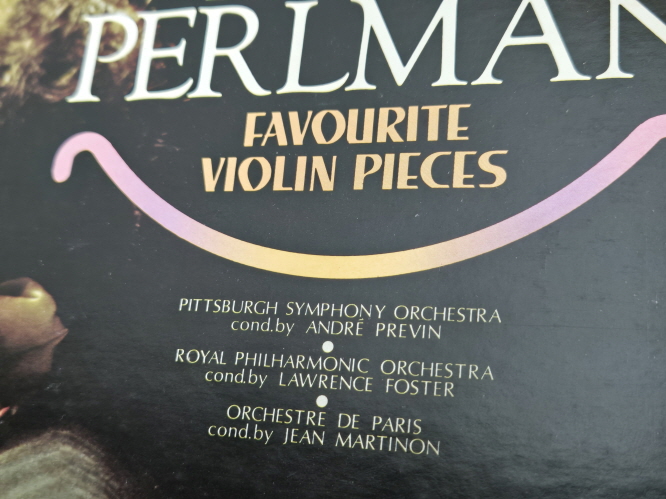 PERLMAN
FAVOURITE
VIOLIN PIECES
PITTSBURGH SYMPHONY ORCHESTRA
cond.by ANDRÉ PREVIN
ROYAL PHILHARMONIC ORCHESTRA
cond.by LAWRENCE FOSTER
ORCHESTRE DE PARIS
cond.by JEAN MARTINON